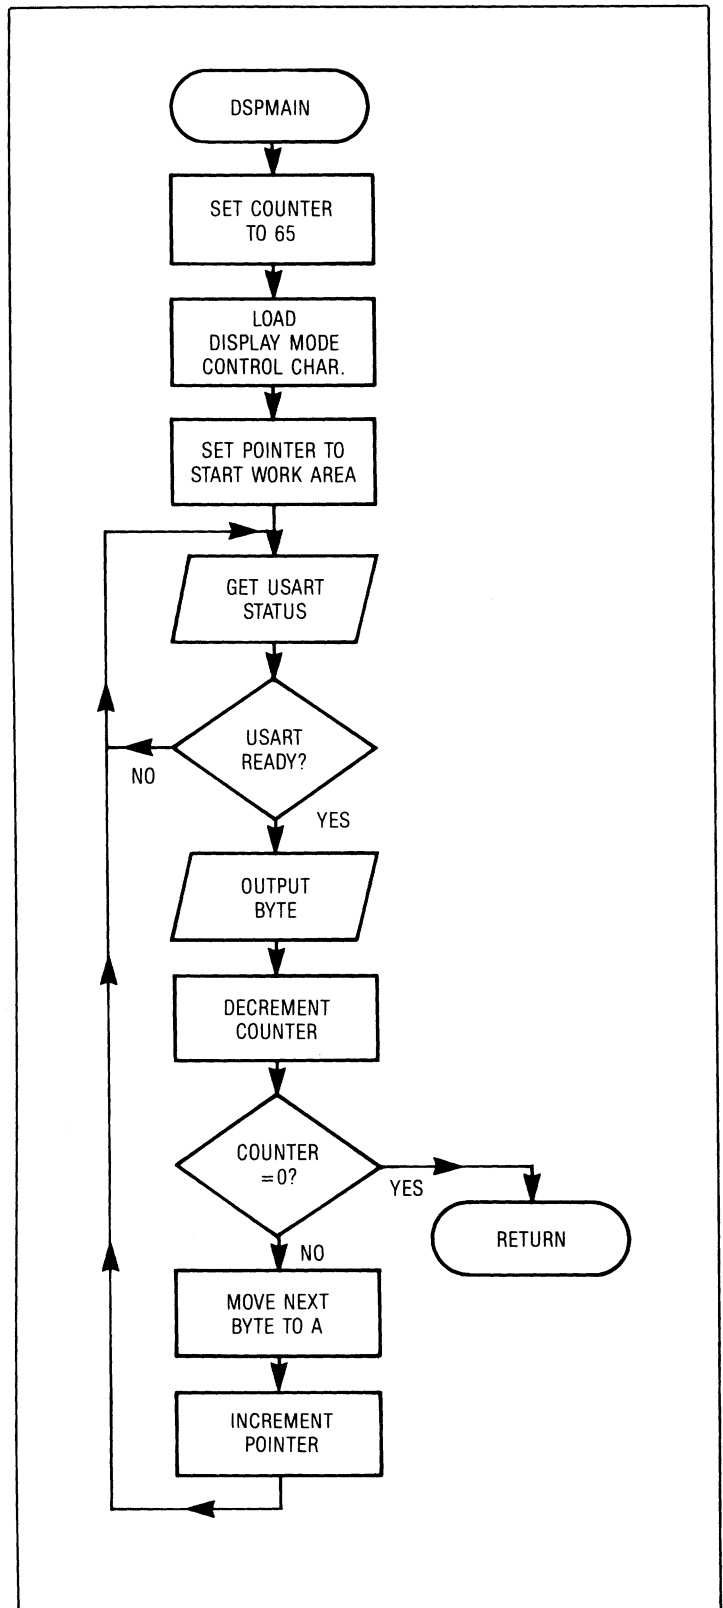 DSPMAIN
SET COUNTER
TO 65
LOAD
DISPLAY MODE
CONTROL CHAR.
SET POINTER TO
START WORK AREA
GET USART
STATUS
USART
READY?
NO
YES
OUTPUT
BYTE
DECREMENT
COUNTER
COUNTER
=0?
YES
RETURN
NO
MOVE NEXT
BYTE TO A
INCREMENT
POINTER